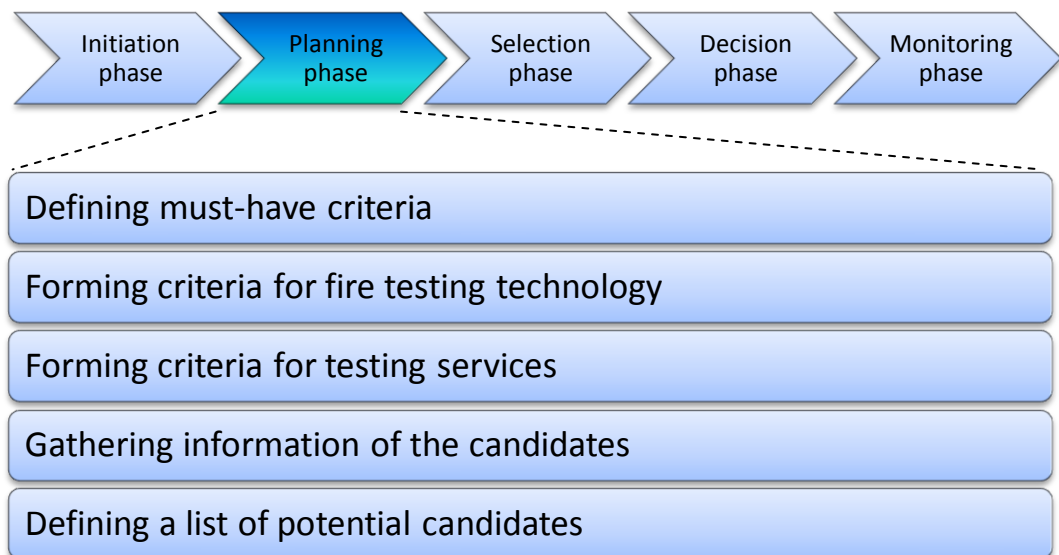 Initiation
phase
Planning
phase
Selection
phase
Decision
phase
Monitoring
phase
Defining must-have criteria
Forming criteria for fire testing technology
Forming criteria for testing services
Gathering information of the candidates
Defining a list of potential candidates